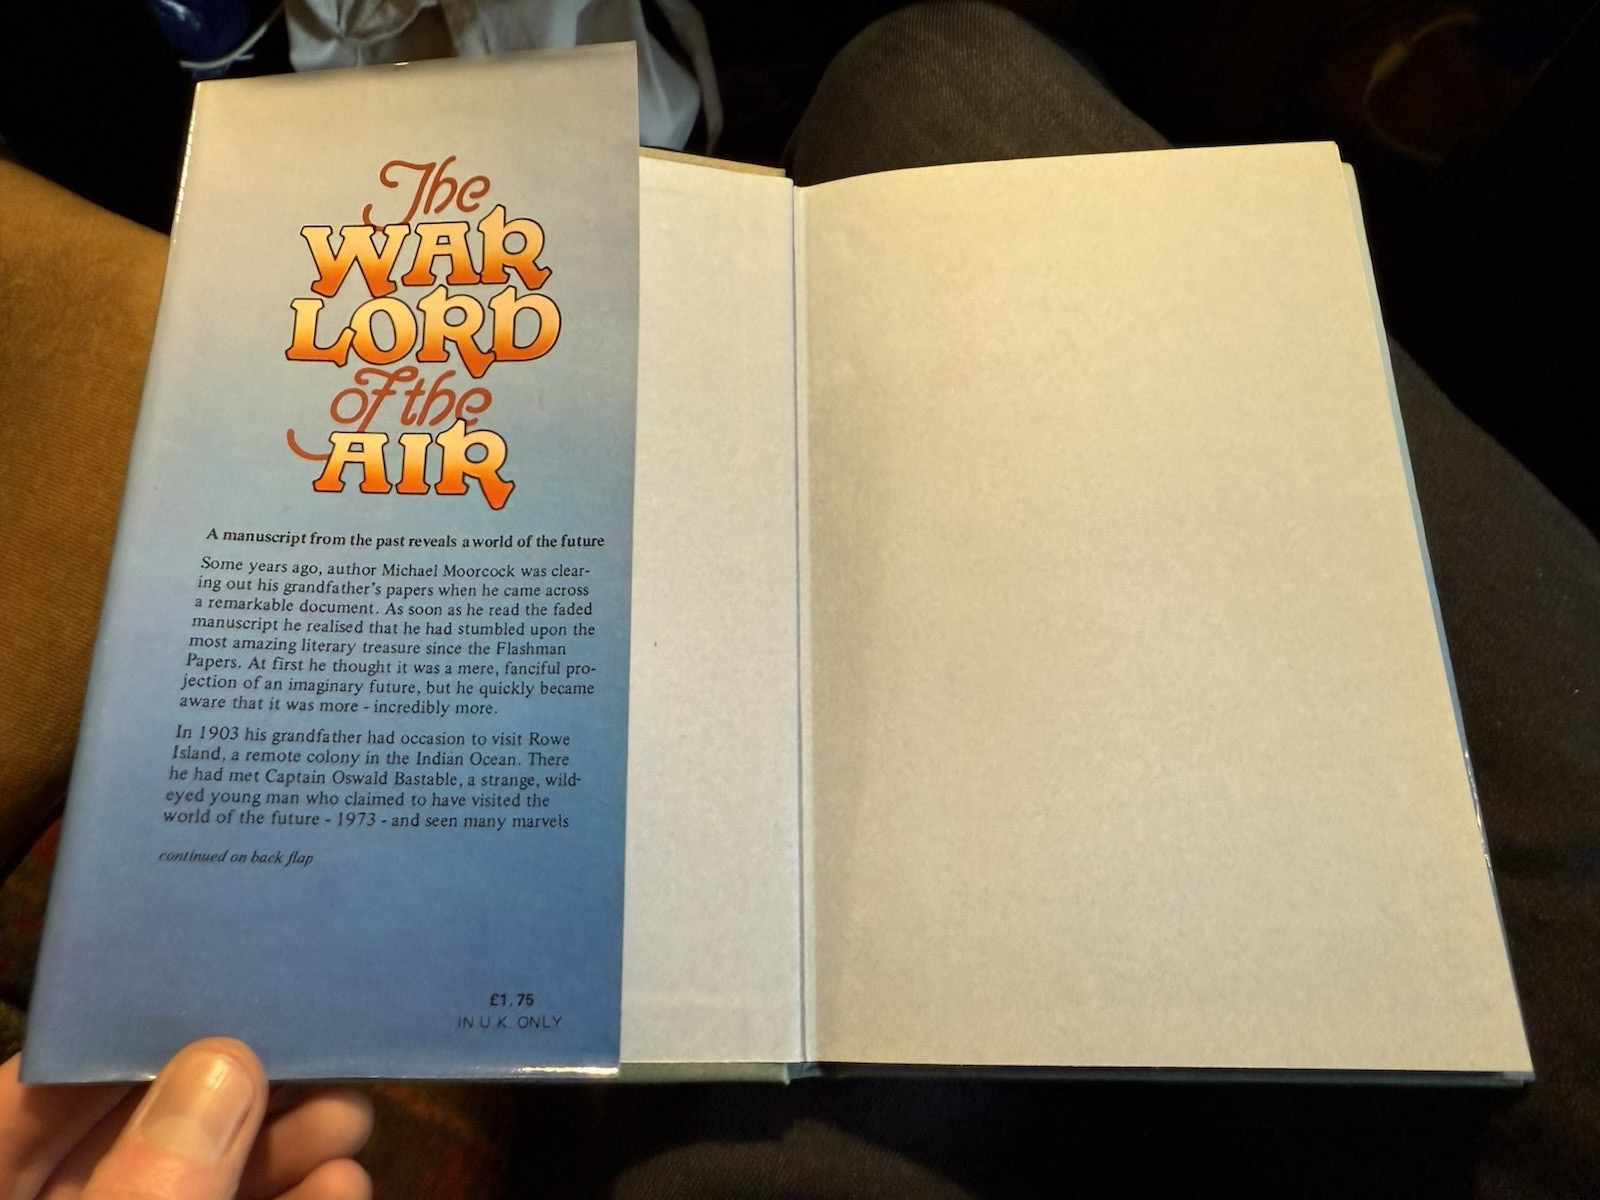 The
WAR
LORD
of the
AIR
A manuscript from the past reveals a world of the future
Some years ago, author Michael Moorcock was clear-
ing out his grandfather's papers when he came across
a remarkable document. As soon as he read the faded
manuscript he realised that he had stumbled upon the
most amazing literary treasure since the Flashman
Papers. At first he thought it was a mere, fanciful pro-
jection of an imaginary future, but he quickly became
aware that it was more - incredibly more.
In 1903 his grandfather had occasion to visit Rowe
Island, a remote colony in the Indian Ocean. There
he had met Captain Oswald Bastable, a strange, wild-
eyed young man who claimed to have visited the
world of the future - 1973 - and seen many marvels
continued on back flap
£1.75
IN U.K. ONLY